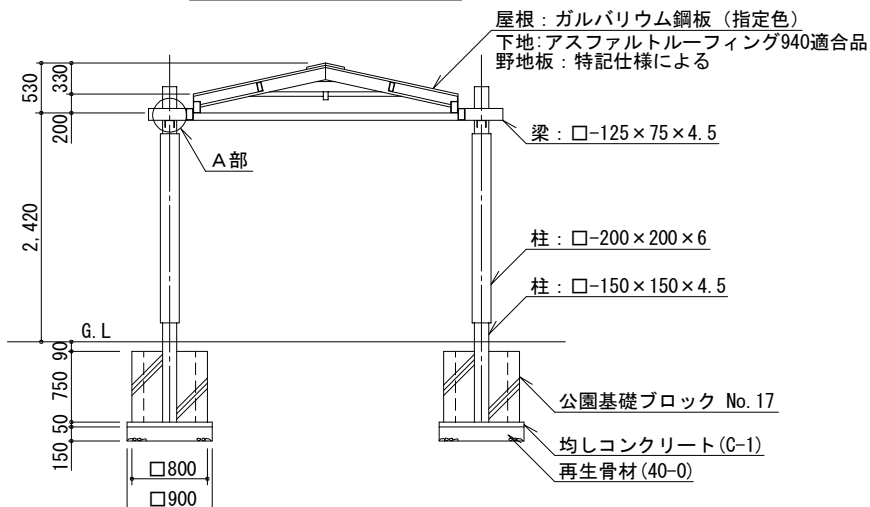 屋根：ガルバリウム鋼板（指定色）
下地：アスファルトルーフィング940適合品
野地板：特記仕様による
530
330
200
梁：□-125×75×4.5
A部
2,420
柱：□-200×200×6
柱：□-150×150×4.5
G.L
90
750
50
150
公園基礎ブロック No.17
均しコンクリート(C-1)
再生骨材(40-0)
□800
□900